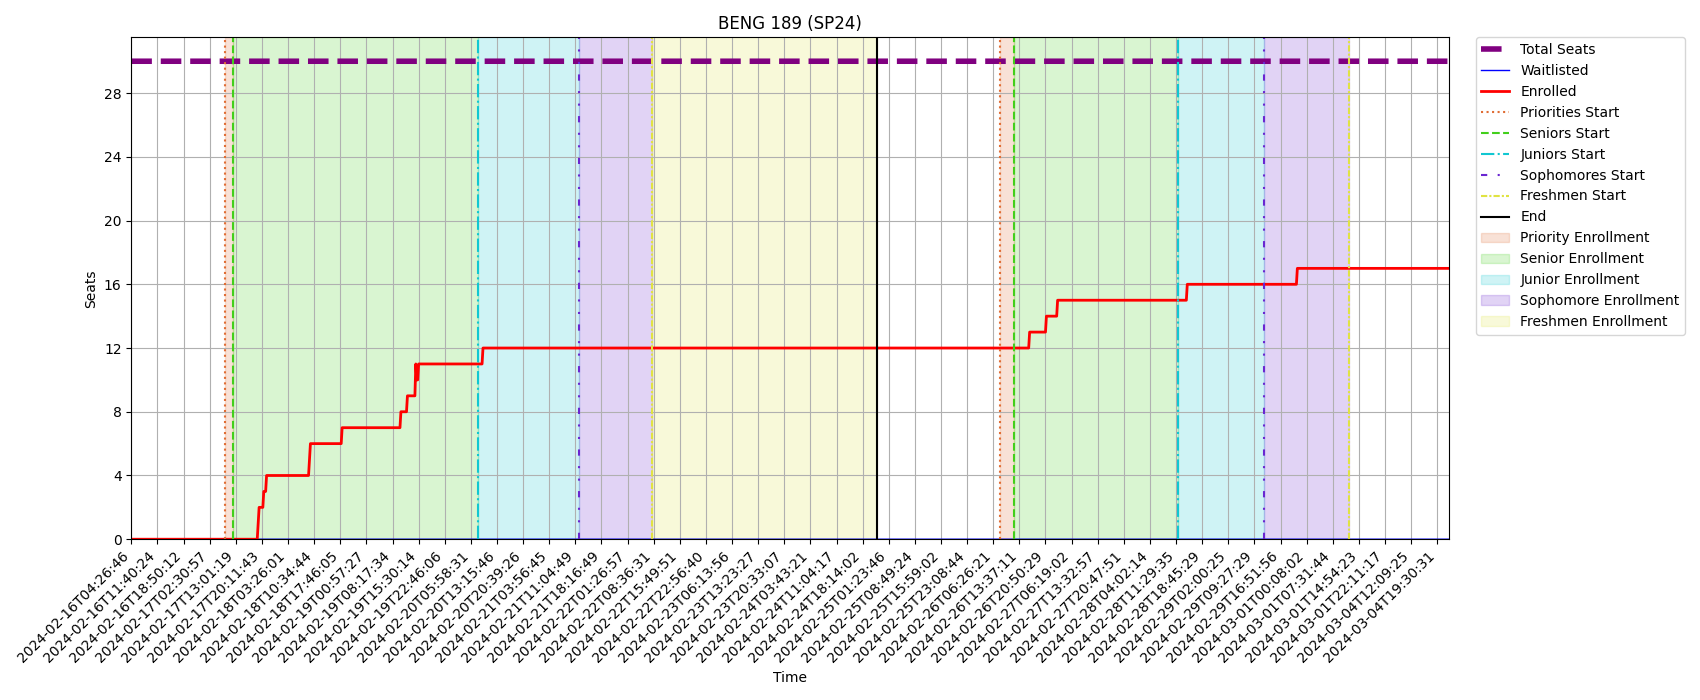 BENG 189 (SP24)
Seats
28
24
20
16
12
8
4
0
2024-02-16T04:26:46
2024-02-16T11:40:24
2024-02-16T18:50:12
2024-02-17T02:30:57
2024-02-17T13:01:19
2024-02-17T20:11:43
2024-02-18T03:26:01
2024-02-18T10:34:44
2024-02-18T17:46:05
2024-02-19T00:57:27
2024-02-19T08:17:34
2024-02-19T15:30:14
2024-02-19T22:46:06
2024-02-20T05:58:31
2024-02-20T13:15:46
2024-02-20T20:39:26
2024-02-21T03:56:45
2024-02-21T11:04:49
2024-02-21T18:16:49
2024-02-22T01:26:57
2024-02-22T08:36:31
2024-02-22T15:49:51
2024-02-22T22:56:40
2024-02-23T06:13:56
2024-02-23T13:23:27
2024-02-23T20:33:07
2024-02-24T03:43:21
2024-02-24T11:04:17
2024-02-24T18:14:02
2024-02-25T01:23:46
2024-02-25T08:49:24
2024-02-25T15:59:02
2024-02-25T23:08:44
2024-02-26T06:26:21
2024-02-26T13:37:11
2024-02-26T20:50:29
2024-02-27T06:19:02
2024-02-27T13:32:57
2024-02-27T20:47:51
2024-02-28T04:02:14
2024-02-28T11:29:35
2024-02-28T18:45:29
2024-02-29T02:00:25
2024-02-29T09:27:29
2024-02-29T16:51:56
2024-03-01T00:08:02
2024-03-01T07:31:44
2024-03-01T14:54:23
2024-03-01T22:11:17
2024-03-04T12:09:25
2024-03-04T19:30:31
Time
Total Seats
Waitlisted
Enrolled
Priorities Start
Seniors Start
Juniors Start
Sophomores Start
Freshmen Start
End
Priority Enrollment
Senior Enrollment
Junior Enrollment
Sophomore Enrollment
Freshmen Enrollment